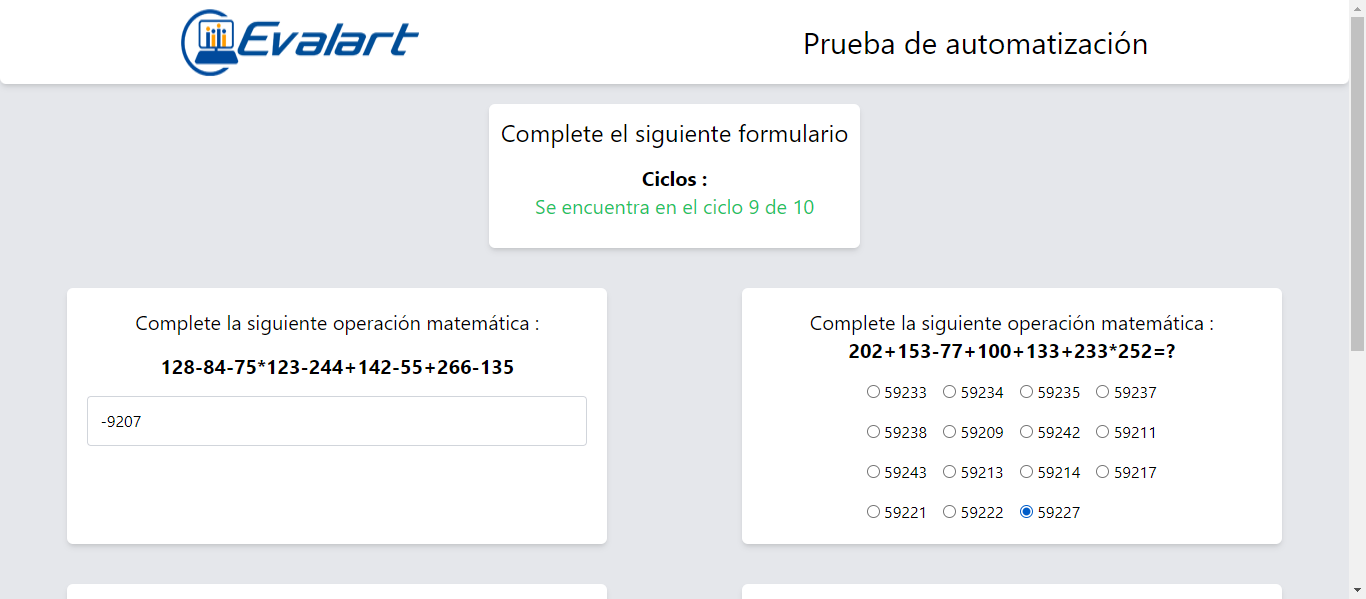 Evalart
Prueba de automatización
Complete el siguiente formulario
Ciclos :
Se encuentra en el ciclo 9 de 10
Complete la siguiente operación matemática :
128-84-75*123-244+142-55+266-135
-9207
Complete la siguiente operación matemática :
202+153-77+100+133+233*252=?
59233 59234 59235 59237
59238 59209 59242 59211
59243 59213 59214 59217
59221 59222 59227